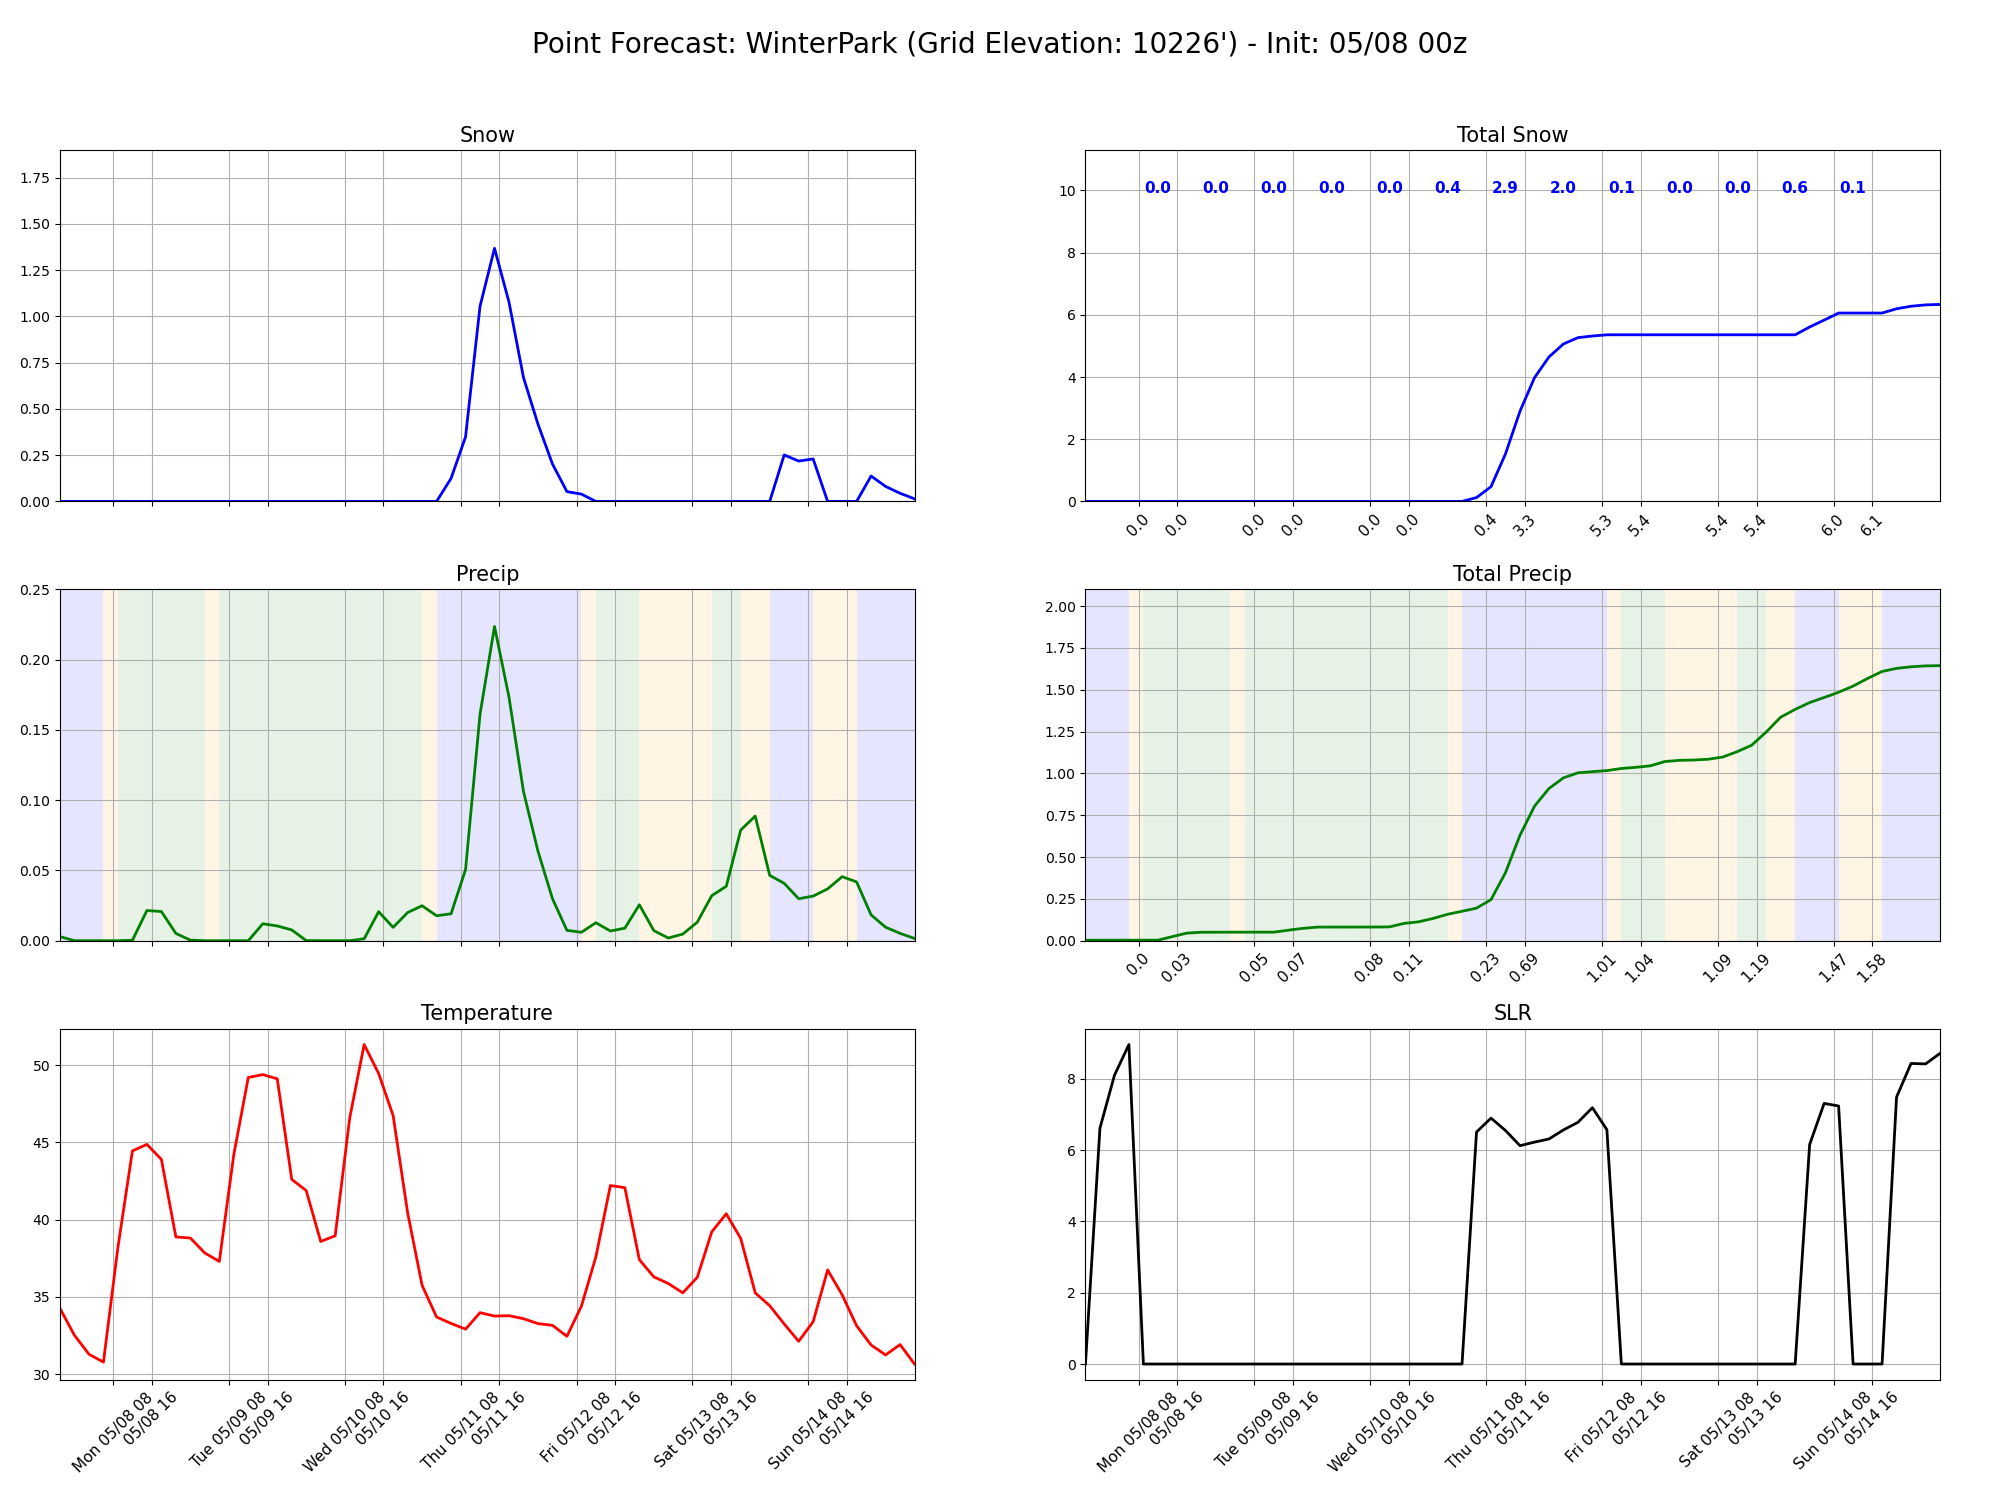 Point Forecast: WinterPark (Grid Elevation: 10226') - Init: 05/08 00z
Snow
1.75
1.50
1.25
1.00
0.75
0.50
0.25
0.00
Total Snow
0.0 0.0 0.0 0.0 0.0 0.4 2.9 2.0 0.1 0.0 0.0 0.6 0.1
10
8
6
4
2
0
0.0 0.0 0.0 0.0 0.0 0.0 0.4 3.3 5.3 5.4 5.4 5.4 6.0 6.1
Precip
0.25
0.20
0.15
0.10
0.05
0.00
Total Precip
2.00
1.75
1.50
1.25
1.00
0.75
0.50
0.25
0.00
0.0 0.03 0.05 0.07 0.08 0.11 0.23 0.69 1.01 1.04 1.09 1.19 1.47 1.58
Temperature
50
45
40
35
30
Mon 05/08 08
05/08 16
Tue 05/09 08
05/09 16
Wed 05/10 08
05/10 16
Thu 05/11 08
05/11 16
Fri 05/12 08
05/12 16
Sat 05/13 08
05/13 16
Sun 05/14 08
05/14 16
SLR
8
6
4
2
0
Mon 05/08 08
05/08 16
Tue 05/09 08
05/09 16
Wed 05/10 08
05/10 16
Thu 05/11 08
05/11 16
Fri 05/12 08
05/12 16
Sat 05/13 08
05/13 16
Sun 05/14 08
05/14 16